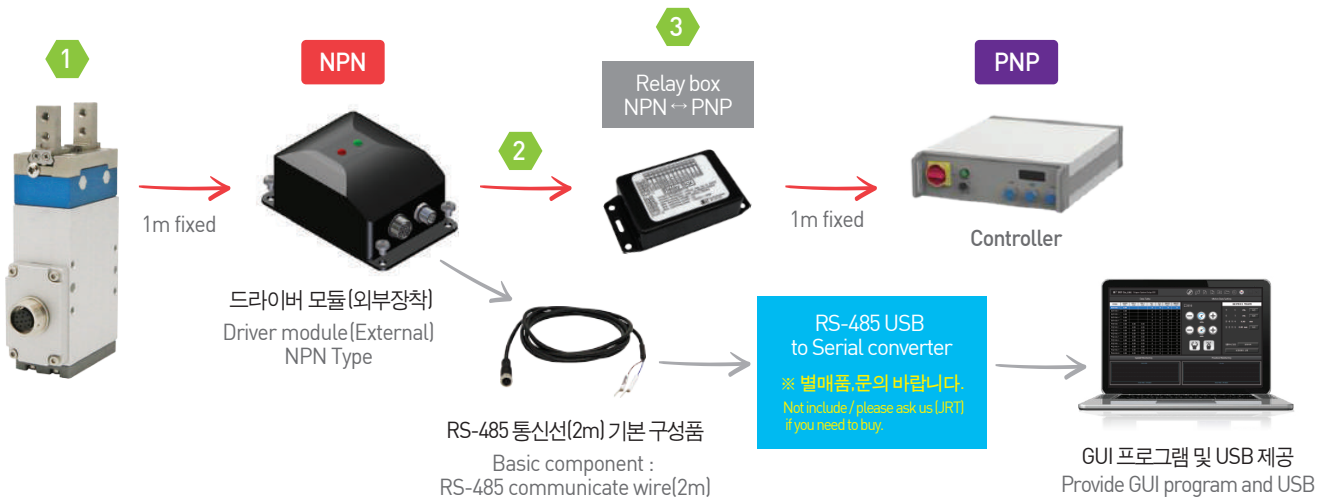 1
NPN
3
PNP
Relay box
NPN ↔ PNP
2
1m fixed
1m fixed
Controller
드라이버 모듈(외부장착)
Driver module(External)
NPN Type
RS-485 USB
to Serial converter
※ 별매품,문의 바랍니다.
Not include / please ask us (JRT)
if you need to buy.
RS-485 통신선(2m) 기본 구성품
Basic component :
RS-485 communicate wire(2m)
GUI 프로그램 및 USB 제공
Provide GUI program and USB